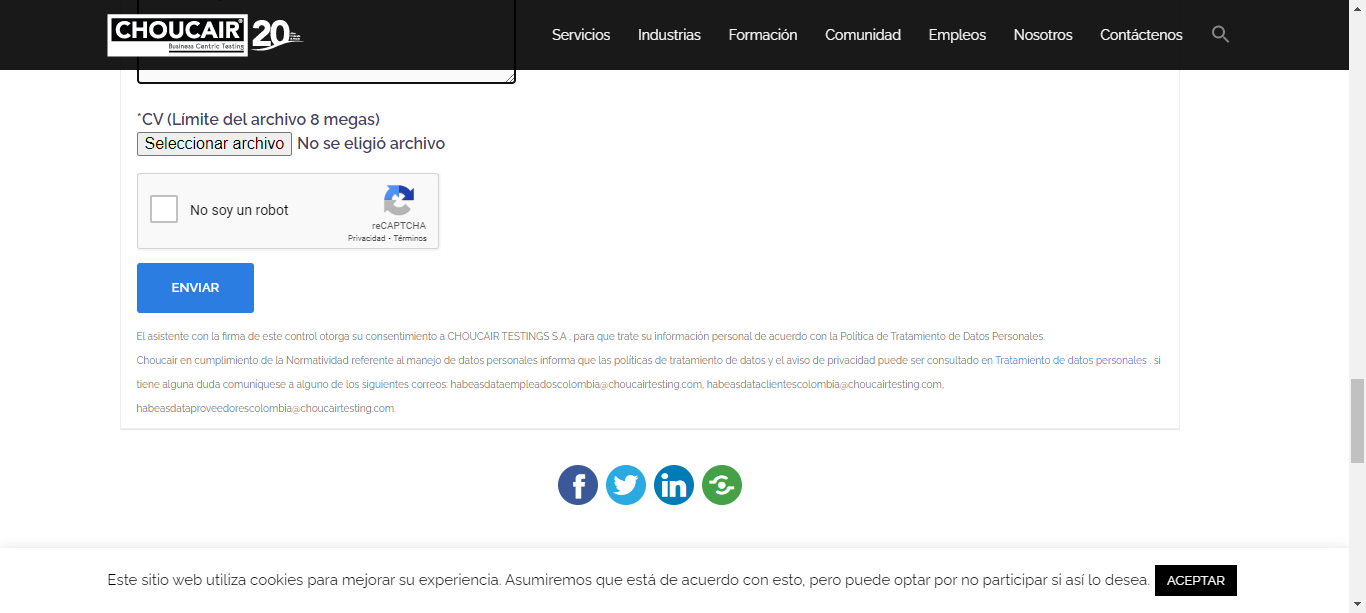 CHOUCAIR® 20
Business Centric Testing
Servicios Industrias Formación Comunidad Empleos Nosotros Contáctenos
*CV (Límite del archivo 8 megas)
Seleccionar archivo No se eligió archivo
No soy un robot
reCAPTCHA
Privacidad - Términos
ENVIAR
El asistente con la firma de este control otorga su consentimiento a CHOUCAIR TESTINGS S.A , para que trate su información personal de acuerdo con la Política de Tratamiento de Datos Personales.
Choucair en cumplimiento de la Normatividad referente al manejo de datos personales informa que las políticas de tratamiento de datos y el aviso de privacidad puede ser consultado en Tratamiento de datos personales . si
tiene alguna duda comuníquese a alguno de los siguientes correos: habeasdataempleadoscolombia@choucairtesting.com, habeasdataclientescolombia@choucairtesting.com,
habeasdataproveedorescolombia@choucairtesting.com.
Este sitio web utiliza cookies para mejorar su experiencia. Asumiremos que está de acuerdo con esto, pero puede optar por no participar si así lo desea. ACEPTAR